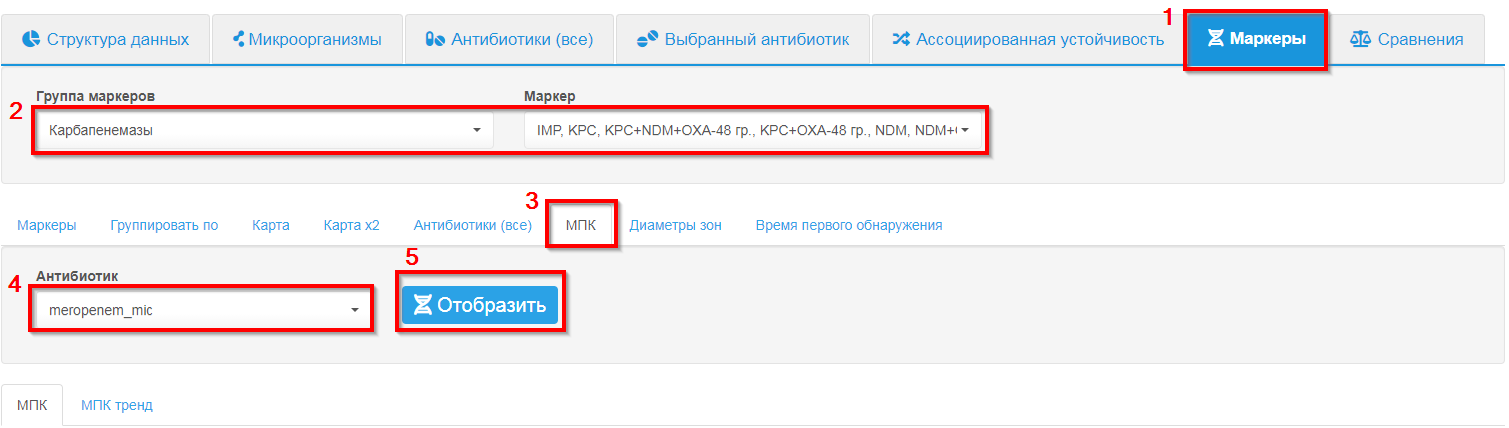 1
Структура данных Микроорганизмы Антибиотики (все) Выбранный антибиотик Ассоциированная устойчивость Маркеры Сравнения
Группа маркеров Маркер
2
Карбапенемазы IMP, KPC, KPC+NDM+OXA-48 гр., KPC+OXA-48 гр., NDM, NDM+
3
Маркеры Группировать по Карта Карта x2 Антибиотики (все) МПК Диаметры зон Время первого обнаружения
5
Антибиотик
4
meropenem_mic Отобразить
МПК МПК тренд